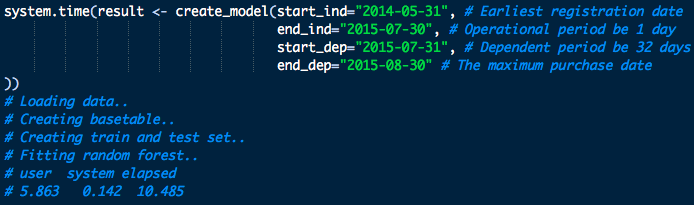 system.time(result <- create_model(start_ind="2014-05-31", # Earliest registration date
end_ind="2015-07-30", # Operational period be 1 day
start_dep="2015-07-31", # Dependent period be 32 days
end_dep="2015-08-30" # The maximum purchase date
))
# Loading data..
# Creating basetable..
# Creating train and test set..
# Fitting random forest..
# user  system elapsed
# 5.863   0.142  10.485